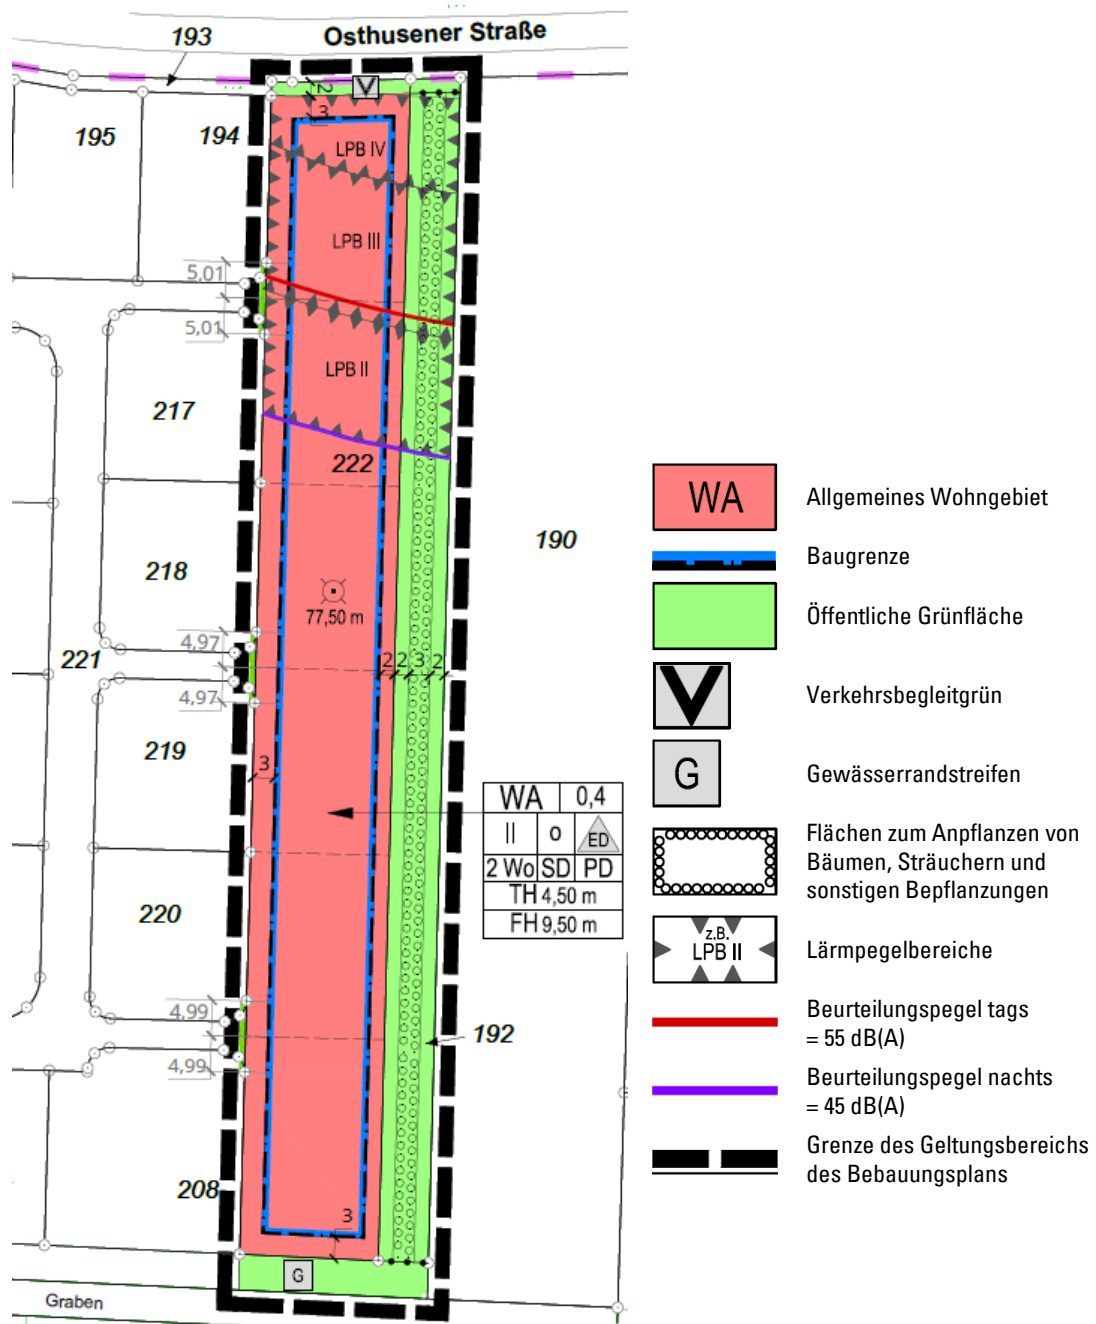 Osthusener Straße
193
V
2
3
195
194
LPB IV
LPB III
5,01
5,01
LPB II
217
222
190
218
77,50 m
4,97
221
2 2 3 2
4,97
219
3
WA 0,4
II o ED
2 Wo SD PD
TH 4,50 m
FH 9,50 m
220
4,99
192
4,99
208
3
G
Graben
WA Allgemeines Wohngebiet
Baugrenze
Öffentliche Grünfläche
V Verkehrsbegleitgrün
G Gewässerrandstreifen
Flächen zum Anpflanzen von
Bäumen, Sträuchern und
sonstigen Bepflanzungen
z.B.
LPB II Lärmpegelbereiche
Beurteilungspegel tags
= 55 dB(A)
Beurteilungspegel nachts
= 45 dB(A)
Grenze des Geltungsbereichs
des Bebauungsplans